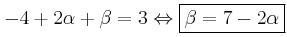 −4 + 2α + β = 3 ⇔ β = 7 − 2α